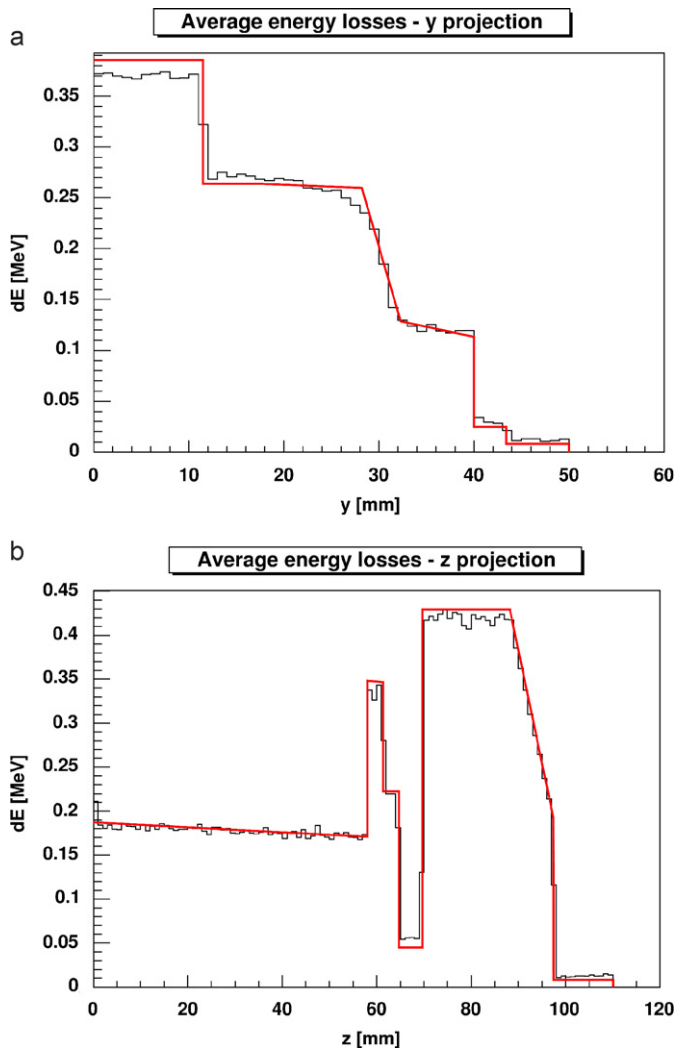 a
Average energy losses - y projection
0.35
0.3
0.25
0.2
0.15
0.1
0.05
0
dE [MeV]
0 10 20 30 40 50 60
y [mm]
b
Average energy losses - z projection
0.45
0.4
0.35
0.3
0.25
0.2
0.15
0.1
0.05
0
dE [MeV]
0 20 40 60 80 100 120
z [mm]